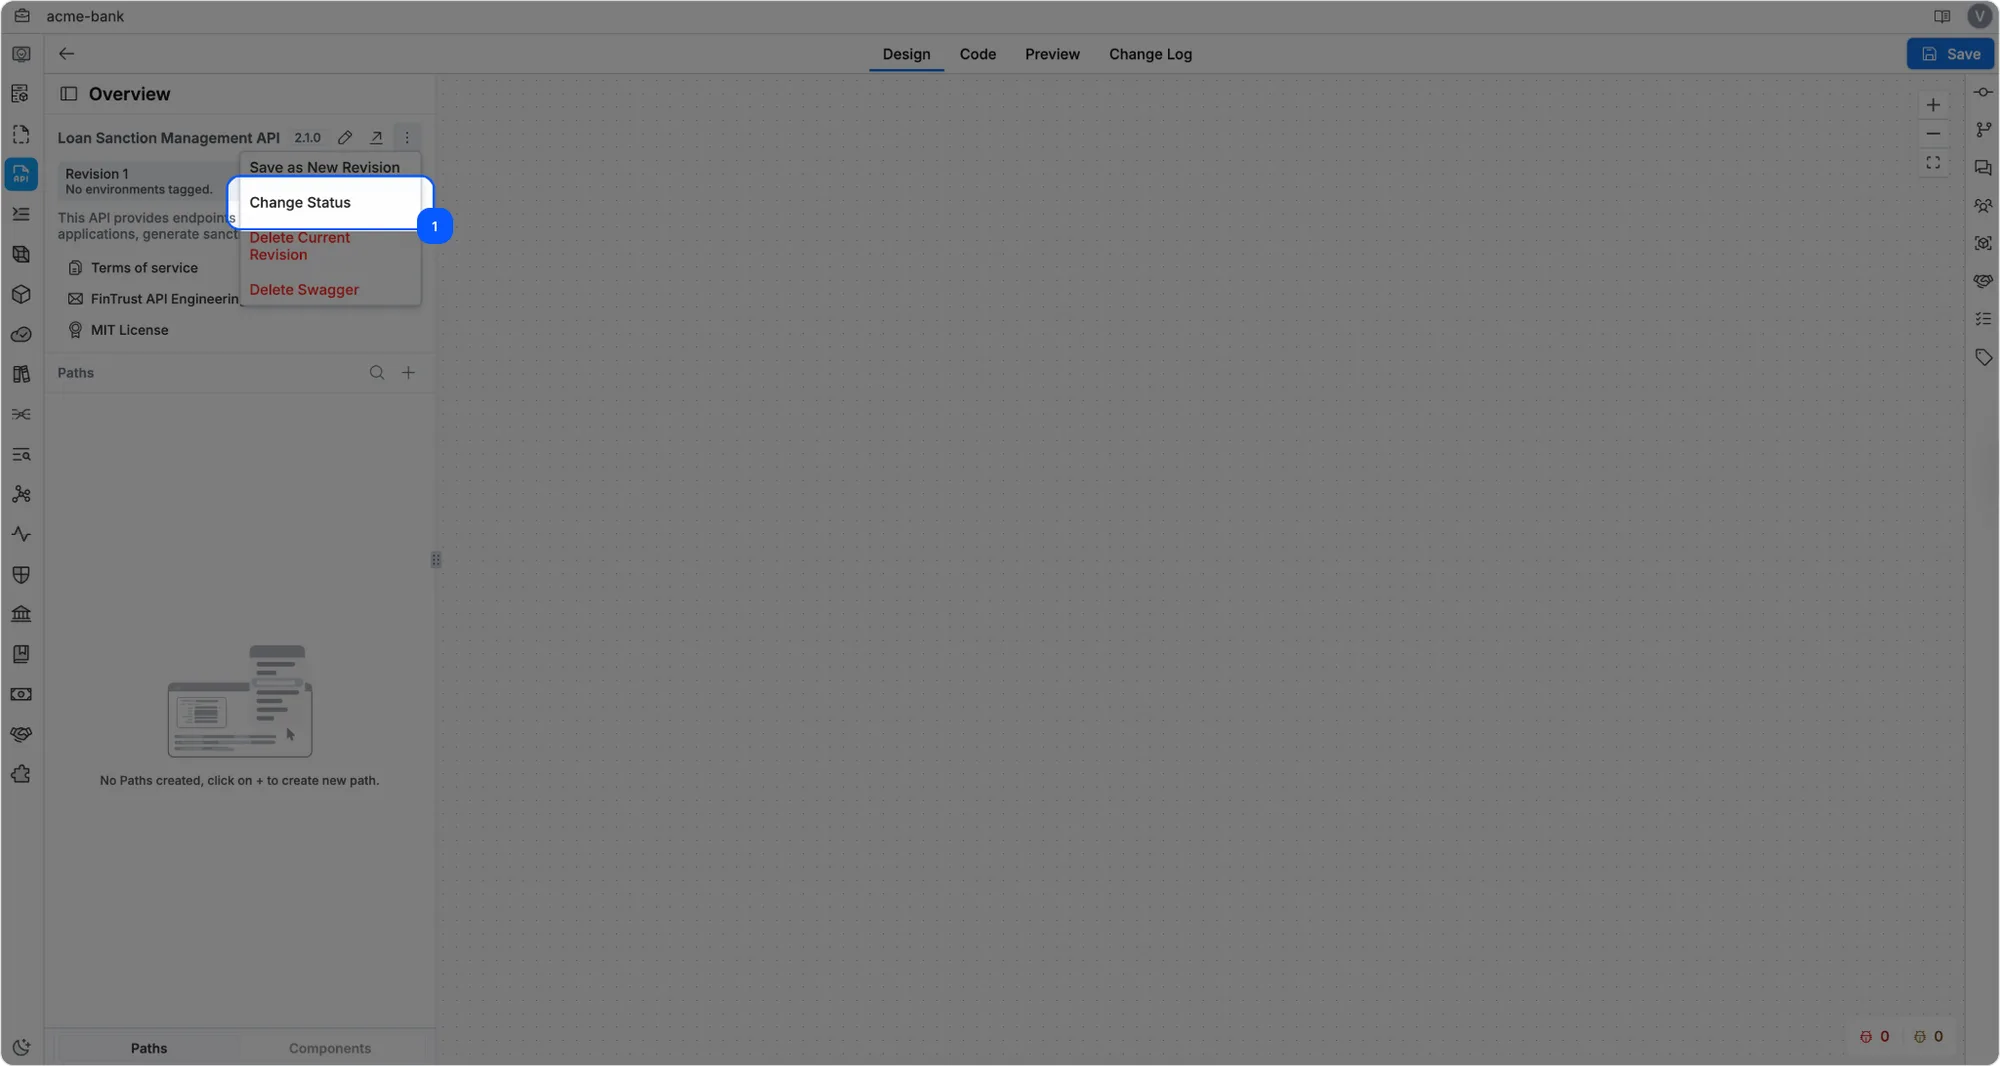 acme-bank
V
Design
Code
Preview
Change Log
Save
Overview
Loan Sanction Management API
2.1.0
Save as New Revision
Revision 1
No environments tagged.
Change Status
1
This API provides endpoints
applications, generate sanct
Delete Current
Revision
Terms of service
Delete Swagger
FinTrust API Engineerin
MIT License
Paths
API
No Paths created, click on + to create new path.
0
0
Paths
Components